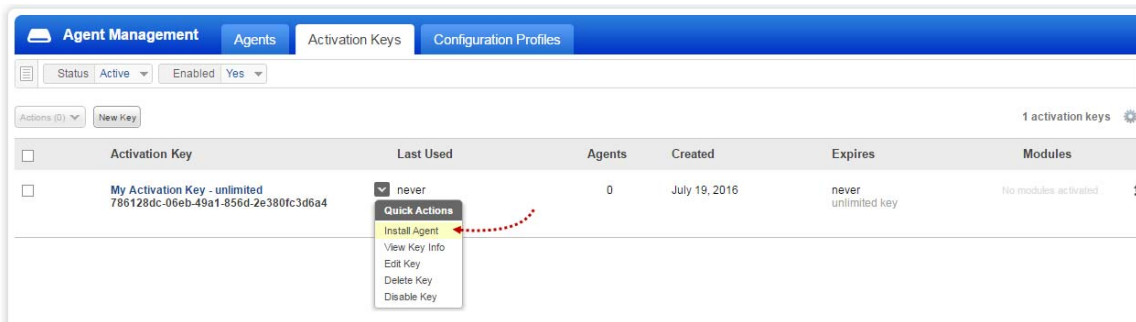 Agent Management
Agents
Activation Keys
Configuration Profiles
Status Active
Enabled Yes
Actions (0)
New Key
1 activation keys
Activation Key Last Used Agents Created Expires Modules
My Activation Key - unlimited never 0 July 19, 2016 never No modules activated
786128dc-06eb-49a1-856d-2e380fc3d6a4 unlimited key
Quick Actions
Install Agent
View Key Info
Edit Key
Delete Key
Disable Key